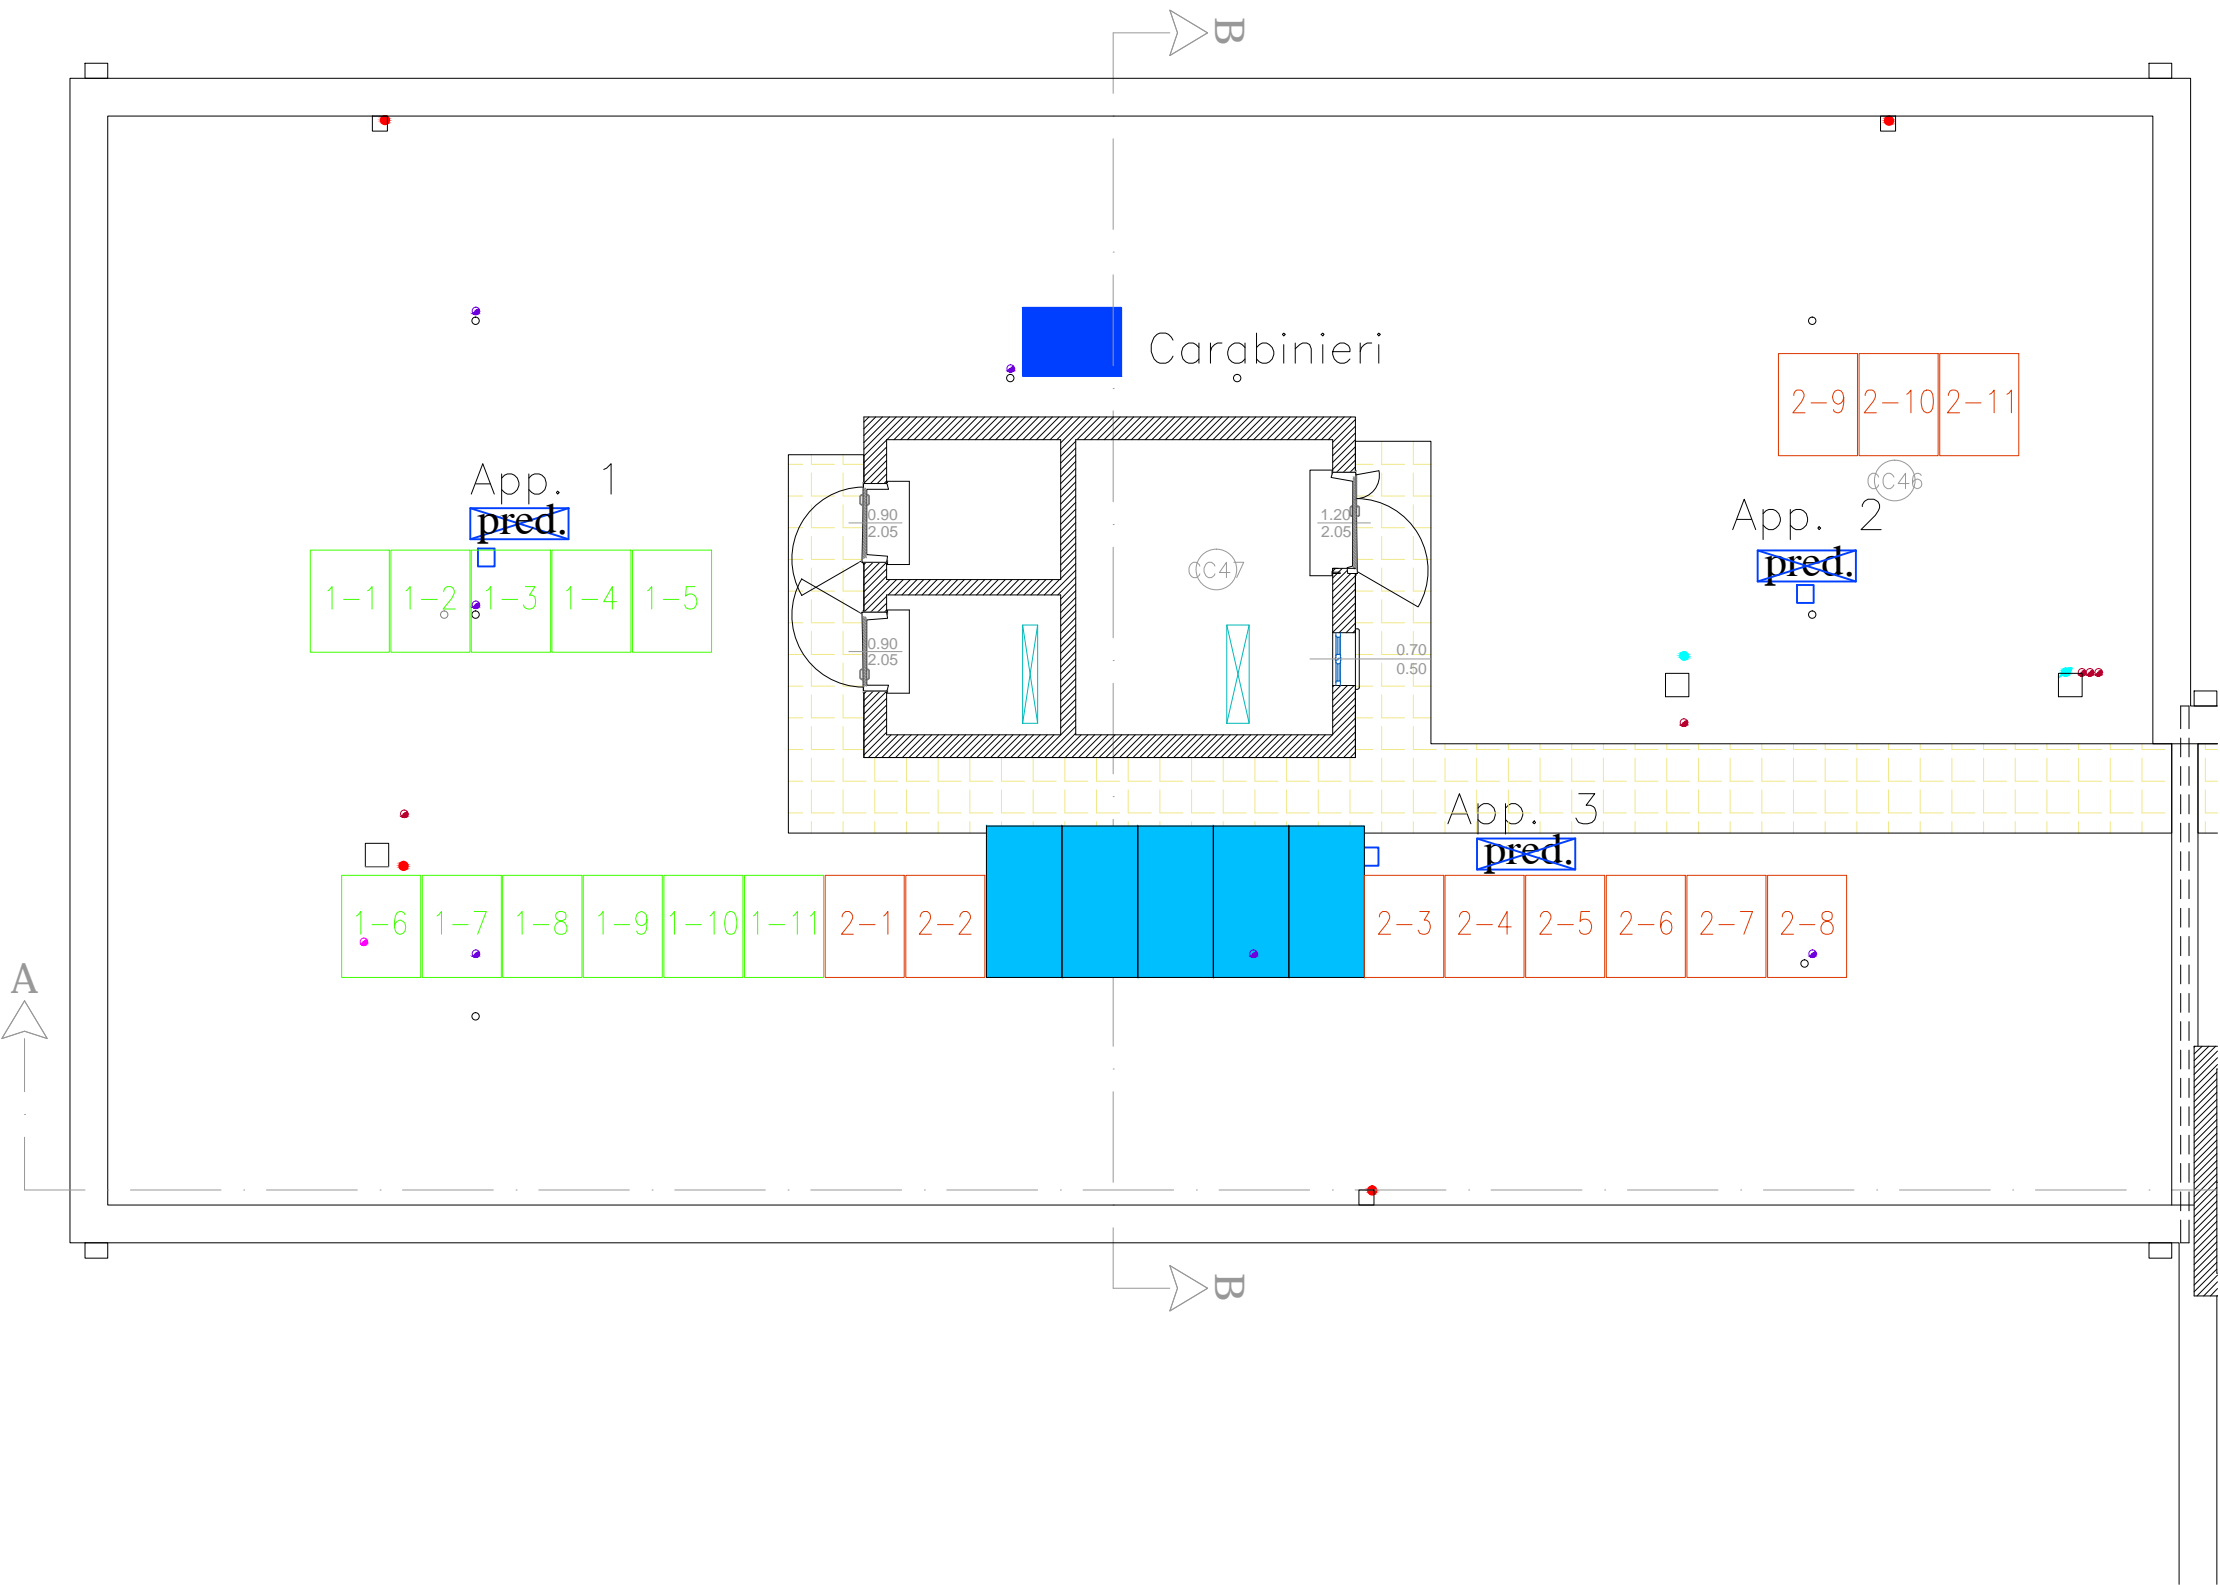 B
Carabinieri
2-9 2-10 2-11
App. 1
CC46
pred.
App. 2
0.90
2.05
1.20
2.05
pred.
CC47
1-1 1-2 1-3 1-4 1-5
0.90
2.05
0.70
0.50
App. 3
pred.
1-6 1-7 1-8 1-9 1-10 1-11 2-1 2-2 2-3 2-4 2-5 2-6 2-7 2-8
A
B